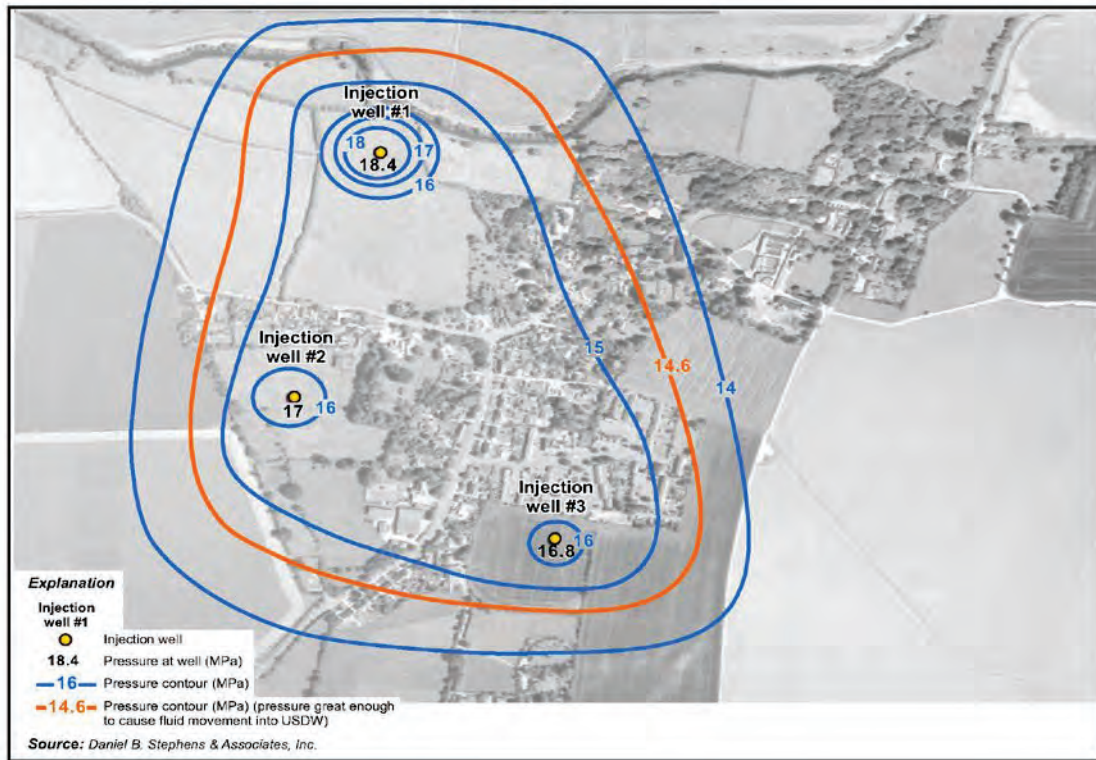 Injection
well #1
18
17
18.4
16
Injection
well #2
16
17
15
14.6
14
Injection
well #3
16
16.8
Explanation
Injection
well #1
Injection well
18.4 Pressure at well (MPa)
16 Pressure contour (MPa)
14.6 Pressure contour (MPa) (pressure great enough
to cause fluid movement into USDW)
Source: Daniel B. Stephens & Associates, Inc.